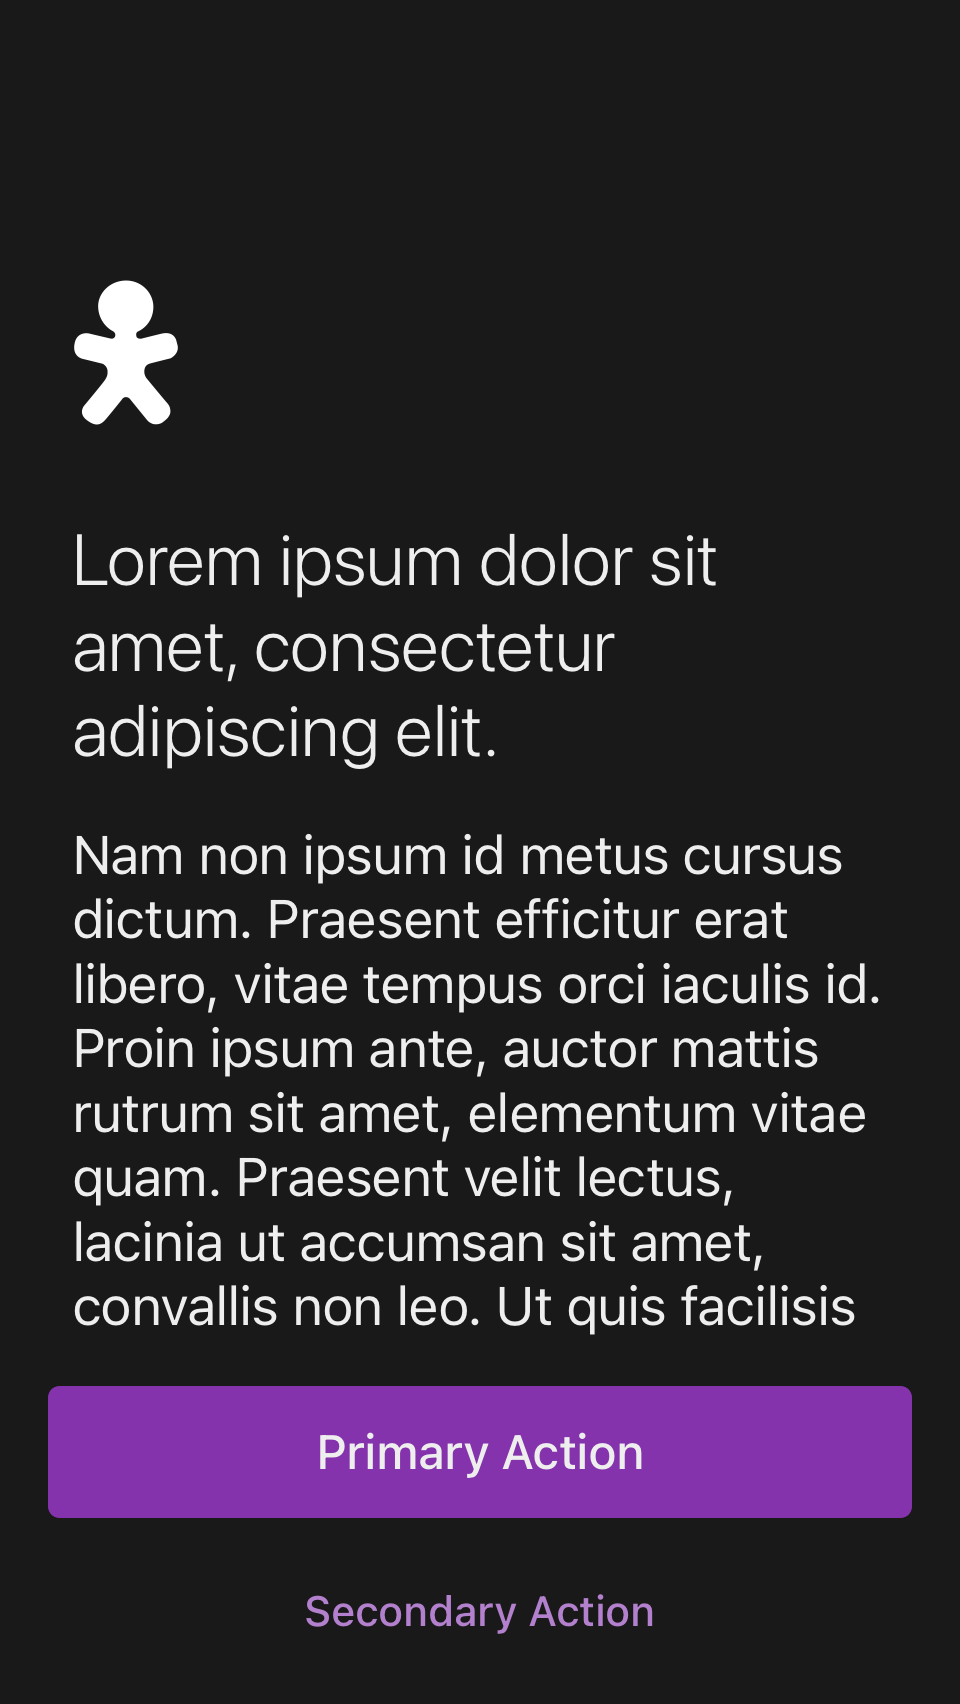 Lorem ipsum dolor sit
amet, consectetur
adipiscing elit.
Nam non ipsum id metus cursus
dictum. Praesent efficitur erat
libero, vitae tempus orci iaculis id.
Proin ipsum ante, auctor mattis
rutrum sit amet, elementum vitae
quam. Praesent velit lectus,
lacinia ut accumsan sit amet,
convallis non leo. Ut quis facilisis
Primary Action
Secondary Action